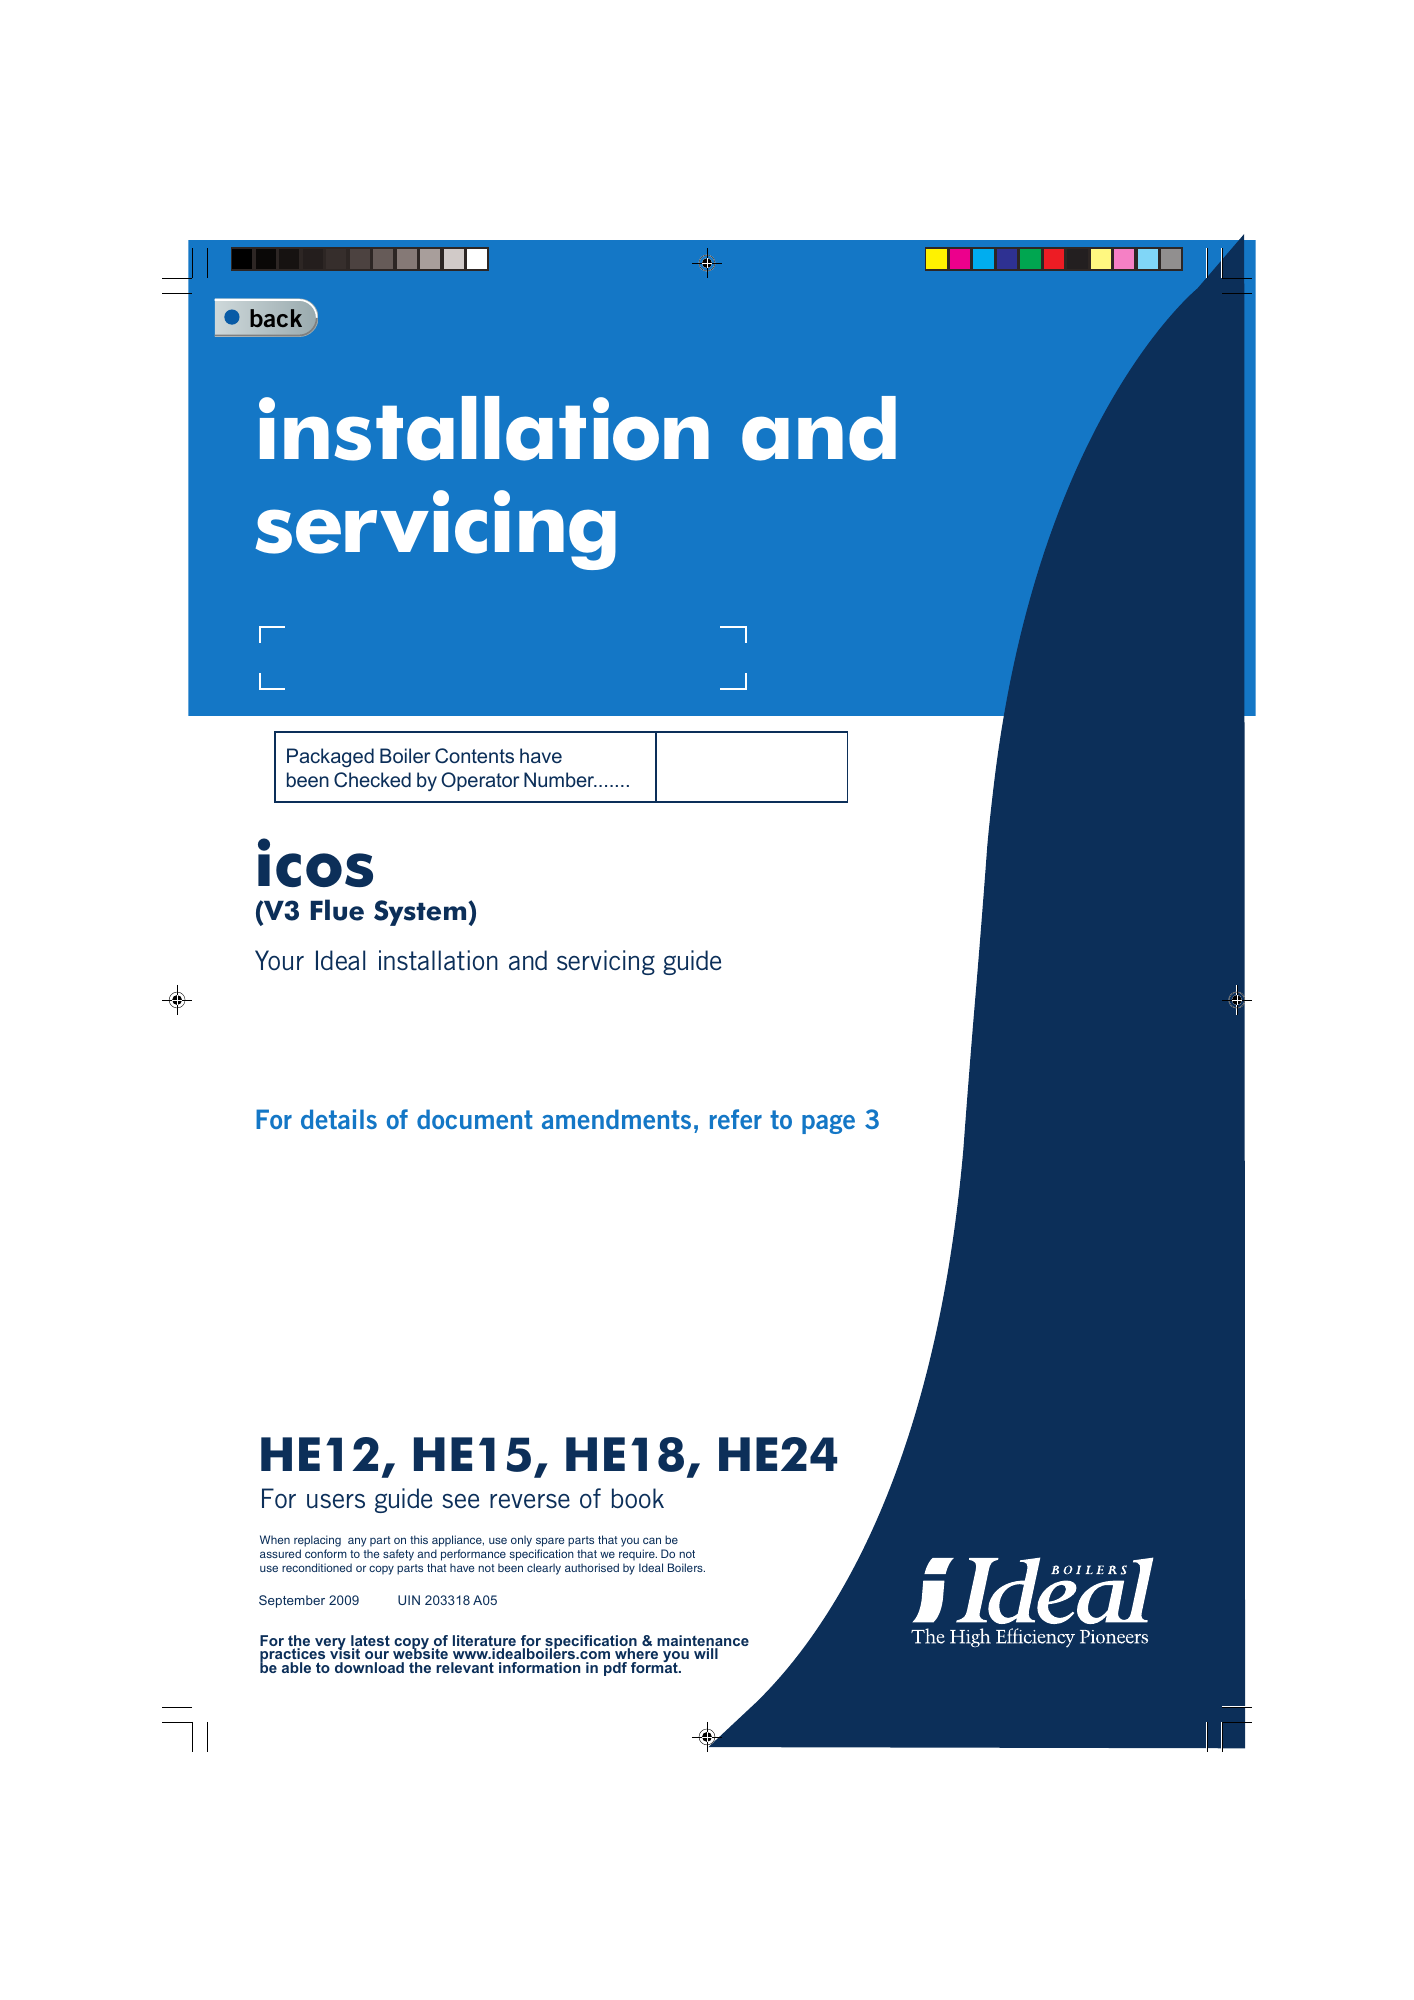 back
installation and
servicing
Packaged Boiler Contents have
been Checked by Operator Number.......
icos
(V3 Flue System)
Your Ideal installation and servicing guide
For details of document amendments, refer to page 3
HE12, HE15, HE18, HE24
For users guide see reverse of book
When replacing any part on this appliance, use only spare parts that you can be
assured conform to the safety and performance specification that we require. Do not
use reconditioned or copy parts that have not been clearly authorised by Ideal Boilers.
September 2009 UIN 203318 A05
For the very latest copy of literature for specification & maintenance
practices visit our website www.idealboilers.com where you will
be able to download the relevant information in pdf format.
BOILERS
i Ideal
The High Efficiency Pioneers